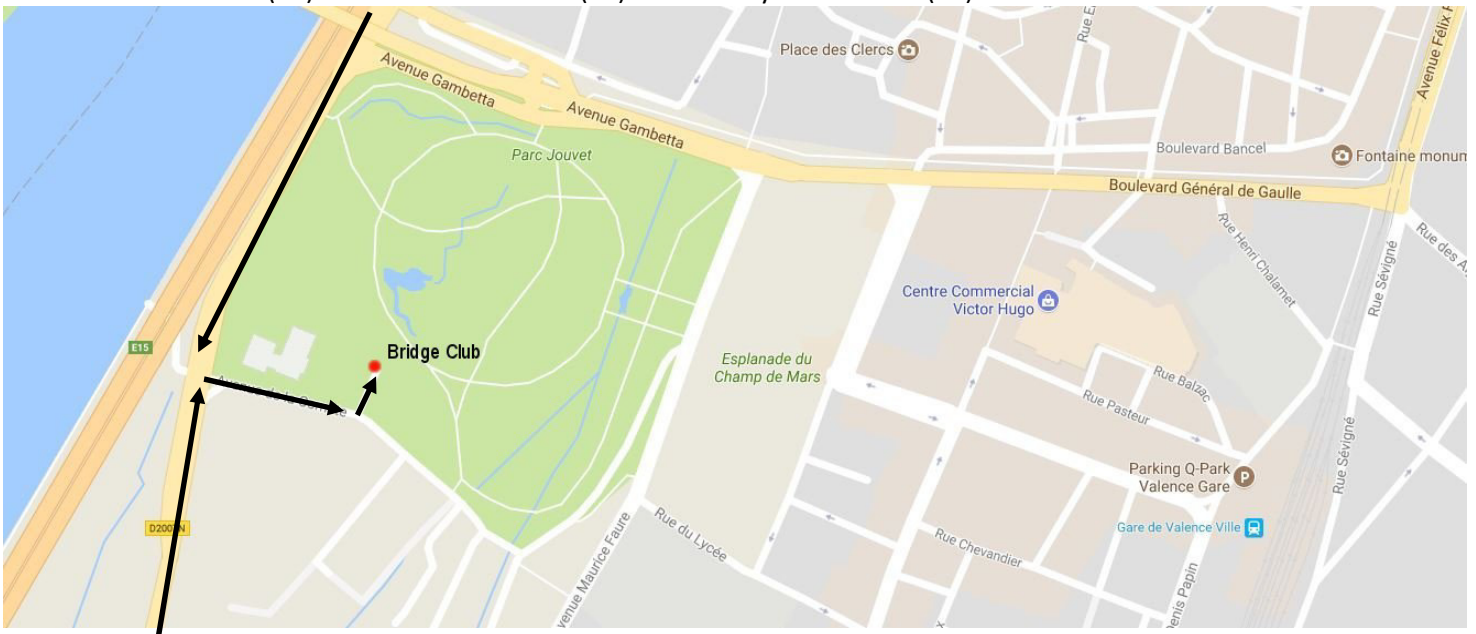 Place des Clercs
Avenue Félix
Avenue Gambetta
Avenue Gambetta
Parc Jouvet
Boulevard Bancel
Fontaine monum
Boulevard Général de Gaulle
Rue Henri Chalamet
Rue des
Rue Sévigné
Centre Commercial
Victor Hugo
E15
Bridge Club
Esplanade du
Champ de Mars
Rue Balzac
Avenue de la
Rue Pasteur
Rue Sévigné
Parking Q-Park
Valence Gare
P
Gare de Valence Ville
Rue du Lycée
Rue Chevandier
venue Maurice Faure
Denis Papin